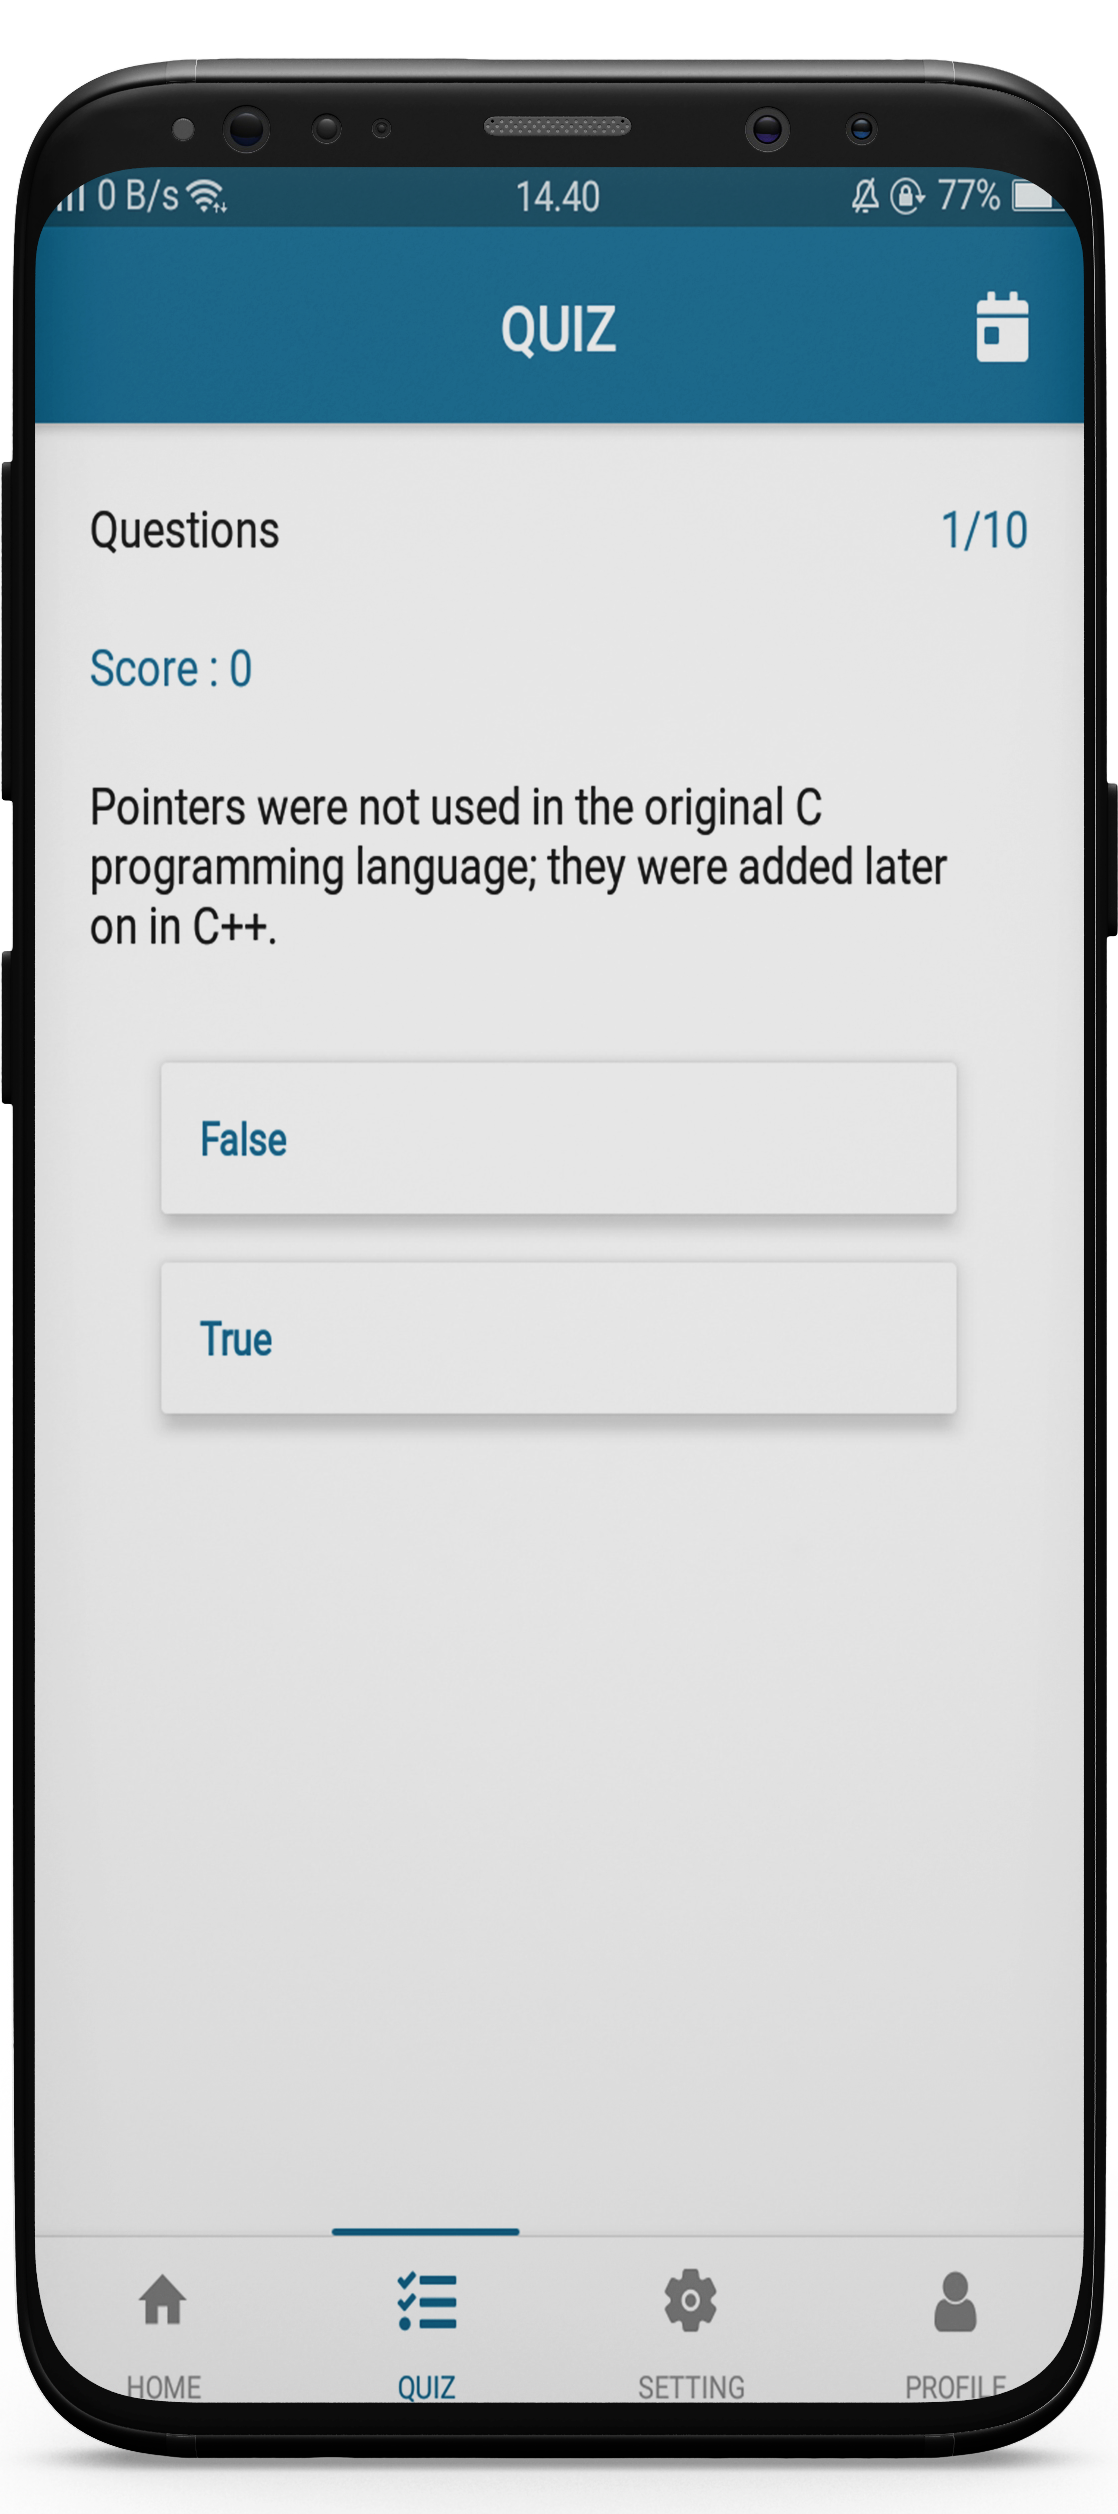 0 B/s 14.40 77%
QUIZ
Questions 1/10
Score : 0
Pointers were not used in the original C
programming language; they were added later
on in C++.
False
True
HOME QUIZ SETTING PROFILE